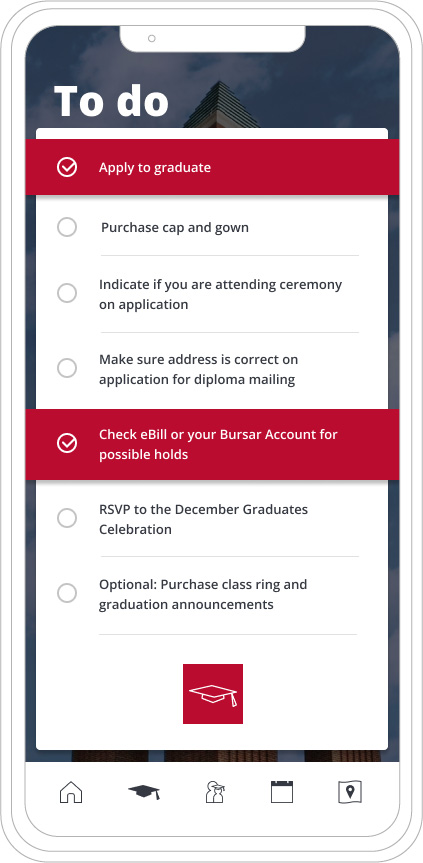 To do
Apply to graduate
Purchase cap and gown
Indicate if you are attending ceremony
on application
Make sure address is correct on
application for diploma mailing
Check eBill or your Bursar Account for
possible holds
RSVP to the December Graduates
Celebration
Optional: Purchase class ring and
graduation announcements